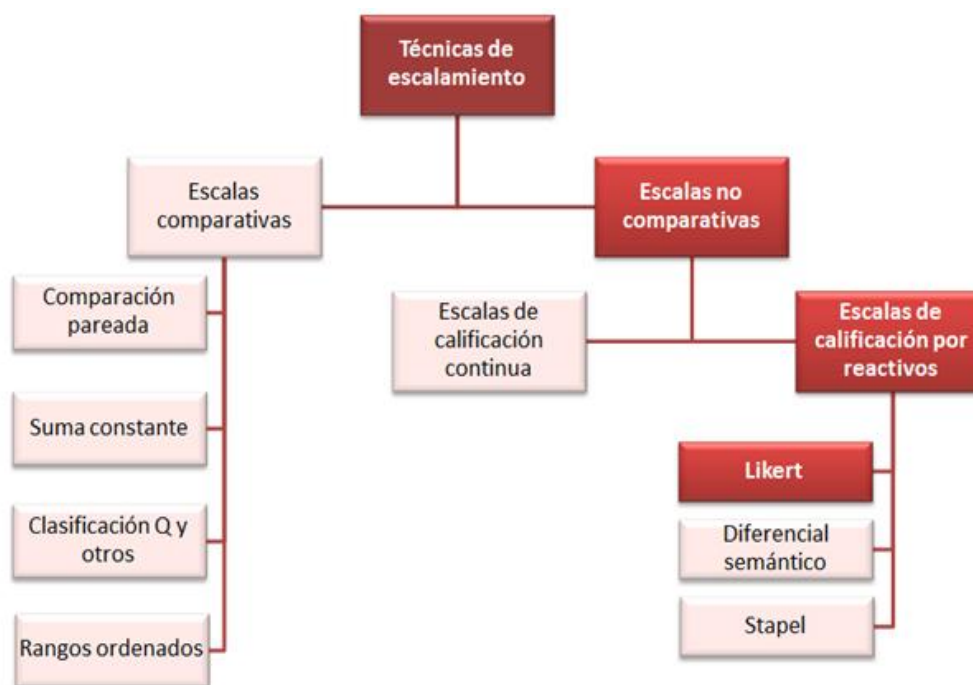 Técnicas de
escalamiento
Escalas
comparativas
Escalas no
comparativas
Comparación
pareada
Suma constante
Clasificación Q y
otros
Rangos ordenados
Escalas de
calificación
continua
Escalas de
calificación por
reactivos
Likert
Diferencial
semántico
Stapel